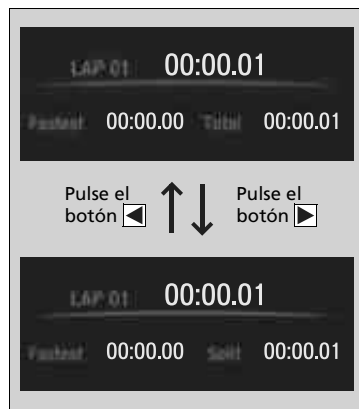 LAP 01 00:00.01
Fastest 00:00.00 Total 00:00.01
Pulse el
botón ◀
Pulse el
botón ▶
LAP 01 00:00.01
Fastest 00:00.00 Split 00:00.01